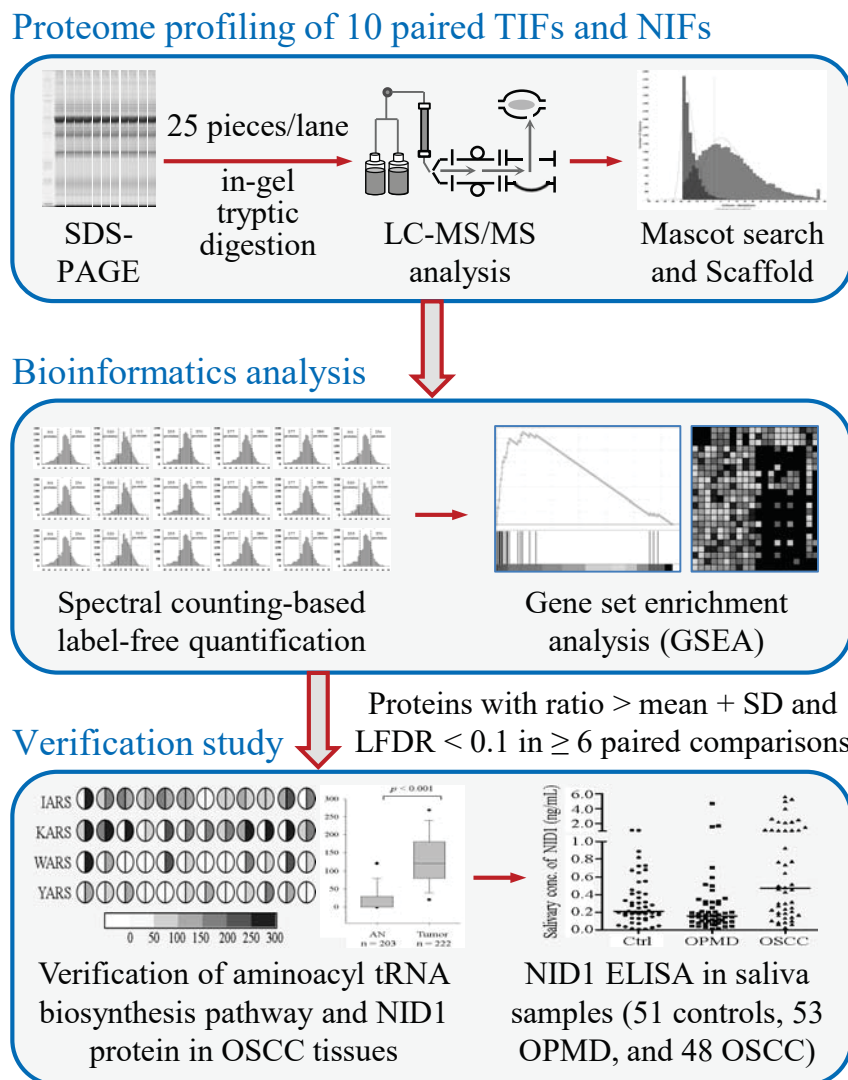 Proteome profiling of 10 paired TIFs and NIFs
25 pieces/lane
in-gel
tryptic
digestion
SDS-
PAGE
LC-MS/MS
analysis
Mascot search
and Scaffold
Bioinformatics analysis
Spectral counting-based
label-free quantification
Gene set enrichment
analysis (GSEA)
Proteins with ratio > mean + SD and
LFDR < 0.1 in ≥ 6 paired comparisons
Verification study
IARS
KARS
WARS
YARS
0 50 100 150 200 250 300
p < 0.001
300
250
200
150
100
50
0
AN Tumor
n = 203 n = 222
Salivary conc. of NID1 (ng/mL)
6.0
4.0
2.0
0.8
0.6
0.4
0.2
0.0
Ctrl OPMD OSCC
Verification of aminoacyl tRNA
biosynthesis pathway and NID1
protein in OSCC tissues
NID1 ELISA in saliva
samples (51 controls, 53
OPMD, and 48 OSCC)